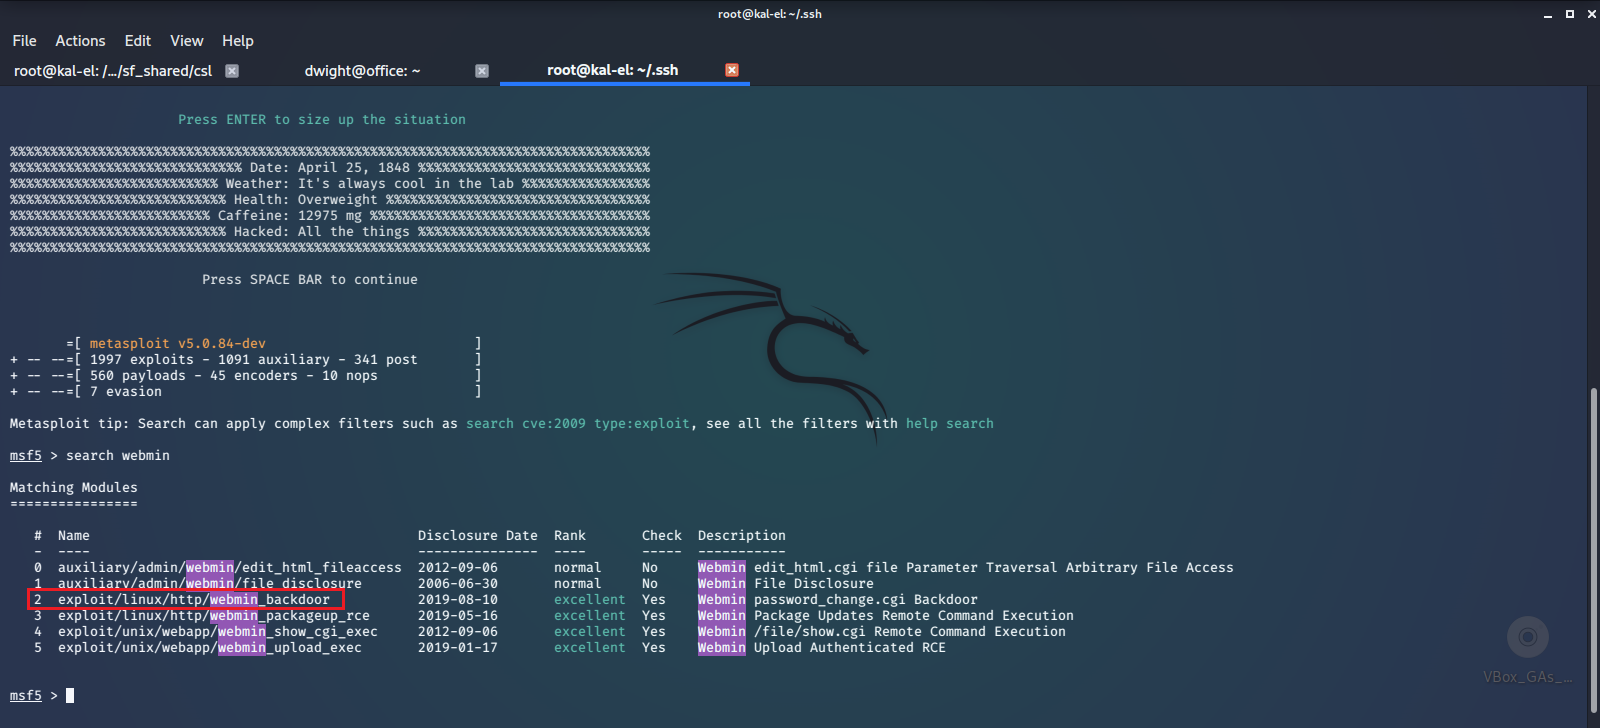 root@kal-el: ~/.ssh
File Actions Edit View Help
root@kal-el: /.../sf_shared/csl dwight@office: ~ root@kal-el: ~/.ssh
Press ENTER to size up the situation
%%%%%%%%%%%%%%%%%%%%%%%%%%%%%%%%%%%%%%%%%%%%%%%%%%%%%%%%%%%%%%%%%%%%%%%%%%%%%%%%%%
%%%%%%%%%%%%%%%%%%%%%%%%%%%%% Date: April 25, 1848 %%%%%%%%%%%%%%%%%%%%%%%%%%%%%
%%%%%%%%%%%%%%%%%%%%%%%%%% Weather: It's always cool in the lab %%%%%%%%%%%%%%%%
%%%%%%%%%%%%%%%%%%%%%%%%%%% Health: Overweight %%%%%%%%%%%%%%%%%%%%%%%%%%%%%%%%%
%%%%%%%%%%%%%%%%%%%%%%%%% Caffeine: 12975 mg %%%%%%%%%%%%%%%%%%%%%%%%%%%%%%%%%%%
%%%%%%%%%%%%%%%%%%%%%%%%%%% Hacked: All the things %%%%%%%%%%%%%%%%%%%%%%%%%%%%%
%%%%%%%%%%%%%%%%%%%%%%%%%%%%%%%%%%%%%%%%%%%%%%%%%%%%%%%%%%%%%%%%%%%%%%%%%%%%%%%%%%
Press SPACE BAR to continue
=[ metasploit v5.0.84-dev ]
+ -- --=[ 1997 exploits - 1091 auxiliary - 341 post ]
+ -- --=[ 560 payloads - 45 encoders - 10 nops ]
+ -- --=[ 7 evasion ]
Metasploit tip: Search can apply complex filters such as search cve:2009 type:exploit, see all the filters with help search
msf5 > search webmin
Matching Modules
================
# Name Disclosure Date Rank Check Description
- ---- --------------- ---- ----- -----------
0 auxiliary/admin/webmin/edit_html_fileaccess 2012-09-06 normal No Webmin edit_html.cgi file Parameter Traversal Arbitrary File Access
1 auxiliary/admin/webmin/file_disclosure 2006-06-30 normal No Webmin File Disclosure
2 exploit/linux/http/webmin_backdoor 2019-08-10 excellent Yes Webmin password_change.cgi Backdoor
3 exploit/linux/http/webmin_packageup_rce 2019-05-16 excellent Yes Webmin Package Updates Remote Command Execution
4 exploit/unix/webapp/webmin_show_cgi_exec 2012-09-06 excellent Yes Webmin /file/show.cgi Remote Command Execution
5 exploit/unix/webapp/webmin_upload_exec 2019-01-17 excellent Yes Webmin Upload Authenticated RCE
VBox_GAs_...
msf5 >